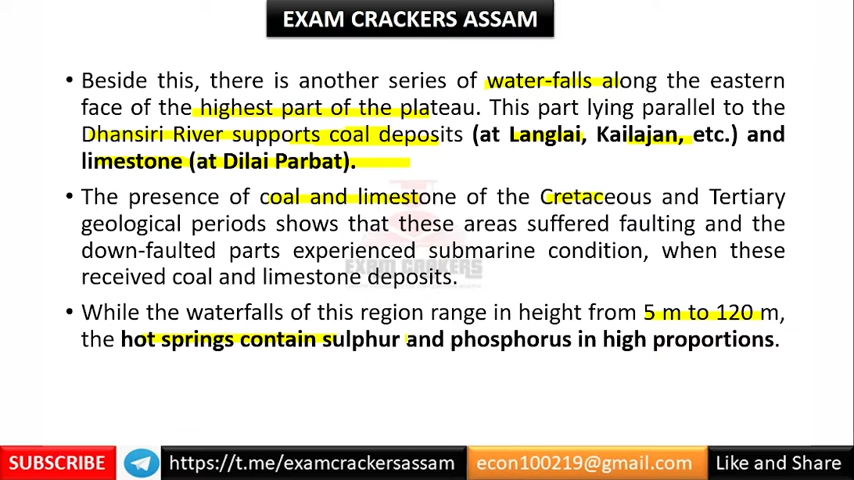 EXAM CRACKERS ASSAM
• Beside this, there is another series of water-falls along the eastern
face of the highest part of the plateau. This part lying parallel to the
Dhansiri River supports coal deposits (at Langlai, Kailajan, etc.) and
limestone (at Dilai Parbat).
• The presence of coal and limestone of the Cretaceous and Tertiary
geological periods shows that these areas suffered faulting and the
down-faulted parts experienced submarine condition, when these
received coal and limestone deposits.
EXAM CRAKERS
• While the waterfalls of this region range in height from 5 m to 120 m,
the hot springs contain sulphur and phosphorus in high proportions.
SUBSCRIBE https://t.me/examcrackersassam econ100219@gmail.com Like and Share